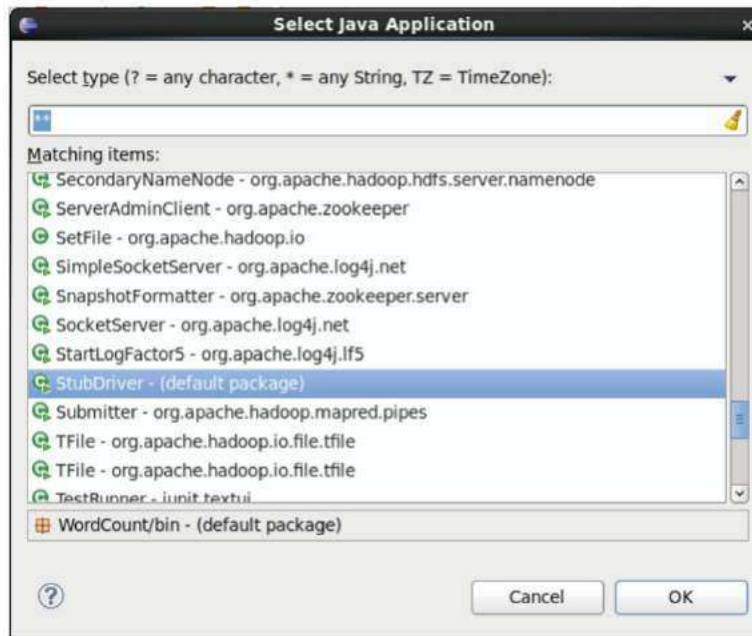 Select Java Application
Select type (? = any character, * = any String, TZ = TimeZone):
**
Matching items:
SecondaryNameNode - org.apache.hadoop.hdfs.server.namenode
ServerAdminClient - org.apache.zookeeper
SetFile - org.apache.hadoop.io
SimpleSocketServer - org.apache.log4j.net
SnapshotFormatter - org.apache.zookeeper.server
SocketServer - org.apache.log4j.net
StartLogFactor5 - org.apache.log4j.lf5
StubDriver - (default package)
Submitter - org.apache.hadoop.mapred.pipes
TFile - org.apache.hadoop.io.file.tfile
TFile - org.apache.hadoop.io.file.tfile
TestRunner - junit.textui
WordCount/bin - (default package)
Cancel
OK